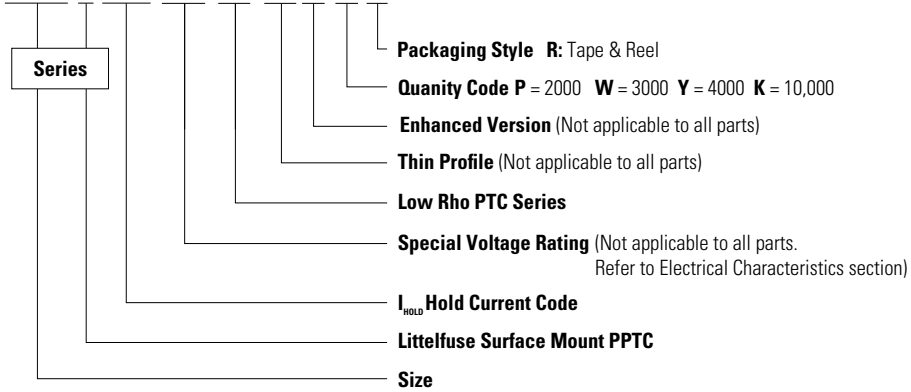 Packaging Style R: Tape & Reel
Series
Quanity Code P = 2000 W = 3000 Y = 4000 K = 10,000
Enhanced Version (Not applicable to all parts)
Thin Profile (Not applicable to all parts)
Low Rho PTC Series
Special Voltage Rating (Not applicable to all parts.
Refer to Electrical Characteristics section)
IHOLD Hold Current Code
Littelfuse Surface Mount PPTC
Size